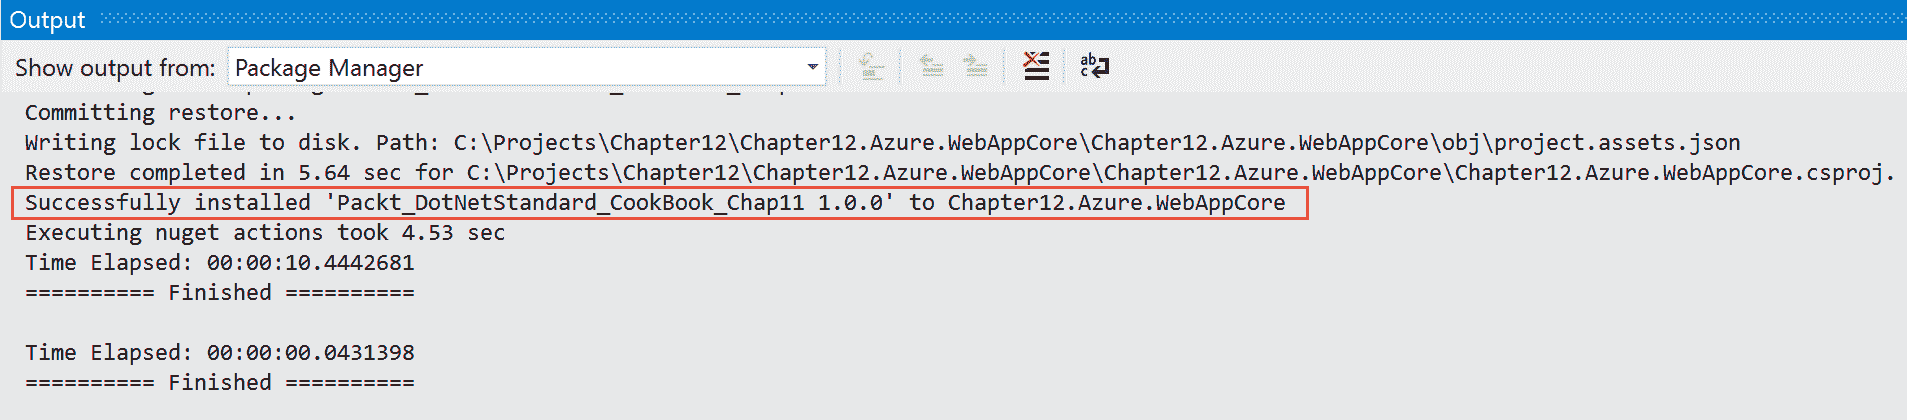 Output
Show output from: Package Manager
Committing restore...
Writing lock file to disk. Path: C:\Projects\Chapter12\Chapter12.Azure.WebAppCore\Chapter12.Azure.WebAppCore\obj\project.assets.json
Restore completed in 5.64 sec for C:\Projects\Chapter12\Chapter12.Azure.WebAppCore\Chapter12.Azure.WebAppCore\Chapter12.Azure.WebAppCore.csproj.
Successfully installed 'Packt_DotNetStandard_CookBook_Chap11 1.0.0' to Chapter12.Azure.WebAppCore
Executing nuget actions took 4.53 sec
Time Elapsed: 00:00:10.4442681
========== Finished ==========
Time Elapsed: 00:00:00.0431398
========== Finished ==========